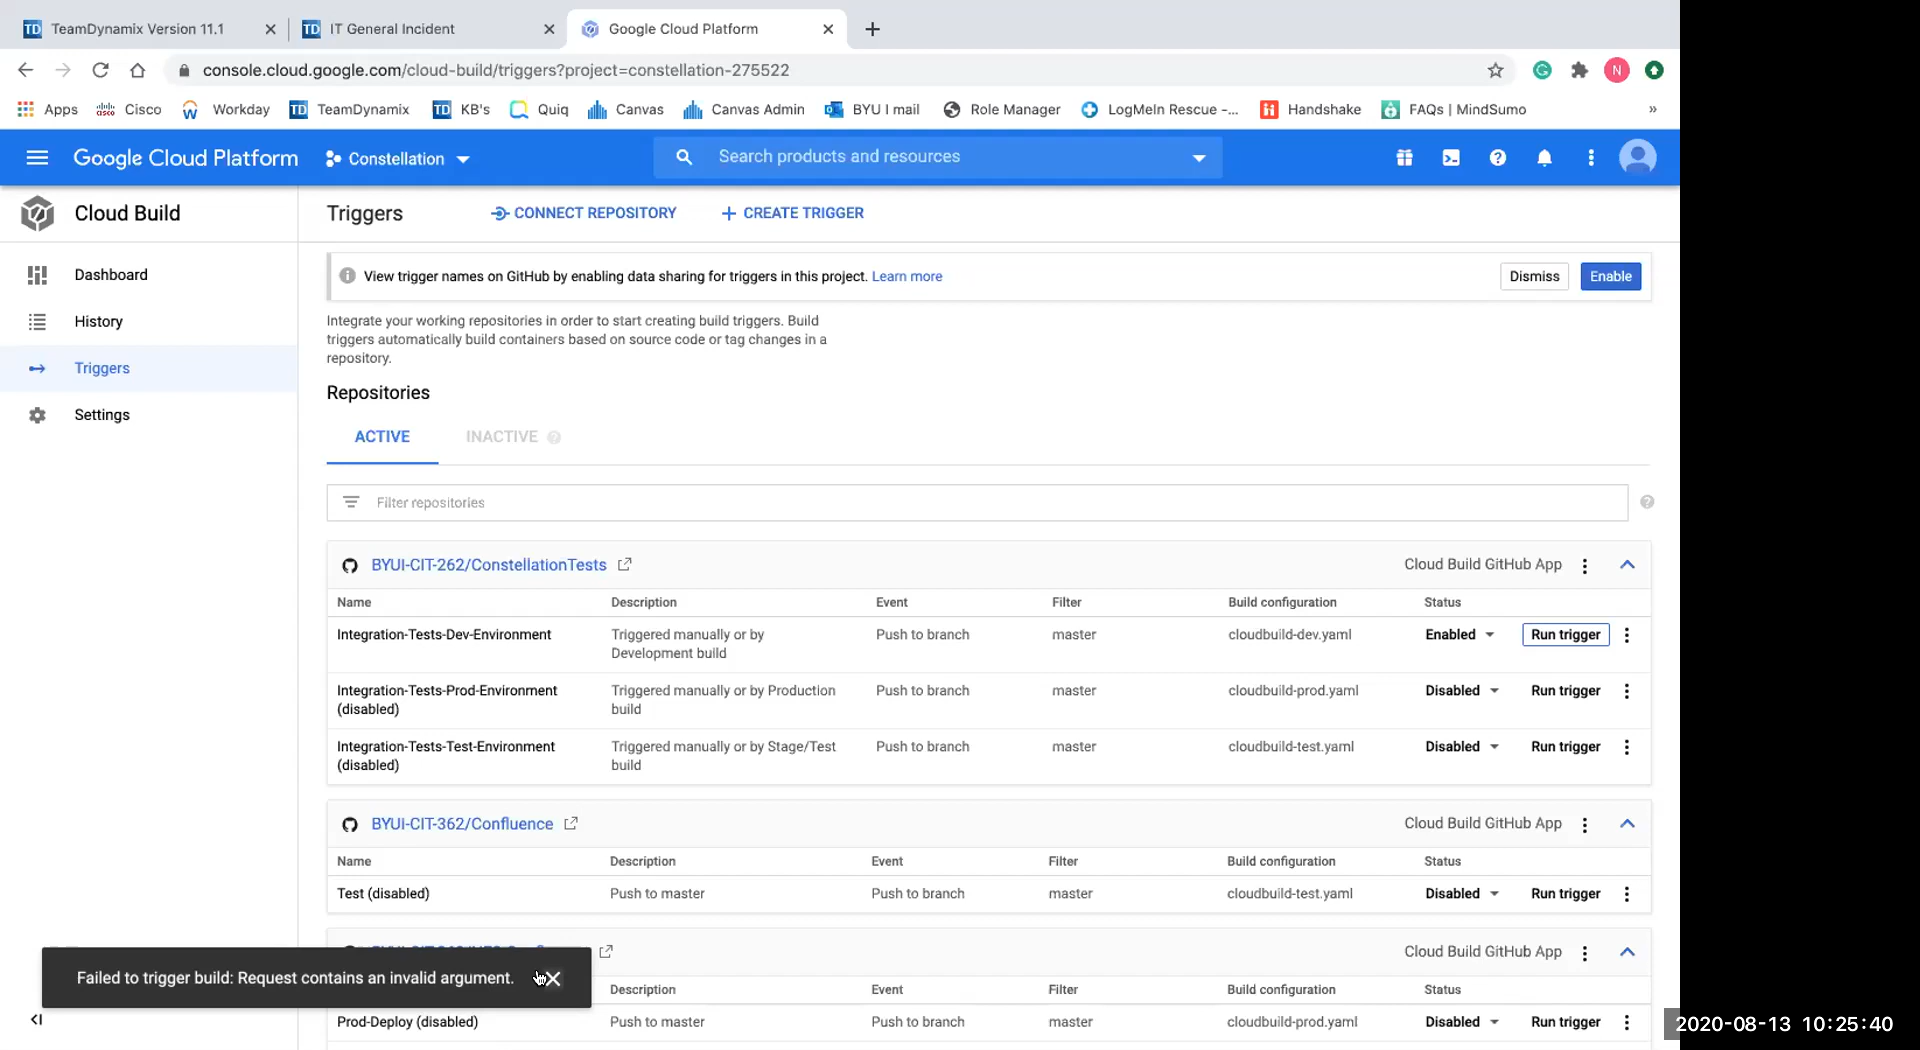 TD TeamDynamix Version 11.1
TD IT General Incident
Google Cloud Platform
console.cloud.google.com/cloud-build/triggers?project=constellation-275522
N
Apps
cisco Cisco
Workday
TD TeamDynamix
TD KB's
Quiq
Canvas
Canvas Admin
BYU I mail
Role Manager
LogMeIn Rescue -...
Handshake
FAQs | MindSumo
»
Google Cloud Platform
Constellation
Search products and resources
Cloud Build
Triggers
CONNECT REPOSITORY
CREATE TRIGGER
Dashboard
History
Triggers
Settings
View trigger names on GitHub by enabling data sharing for triggers in this project. Learn more
Dismiss
Enable
Integrate your working repositories in order to start creating build triggers. Build
triggers automatically build containers based on source code or tag changes in a
repository.
Repositories
ACTIVE
INACTIVE
Filter repositories
BYUI-CIT-262/ConstellationTests
Cloud Build GitHub App
Name Description Event Filter Build configuration Status
Integration-Tests-Dev-Environment Triggered manually or by Push to branch master cloudbuild-dev.yaml Enabled Run trigger
Development build
Integration-Tests-Prod-Environment Triggered manually or by Production Push to branch master cloudbuild-prod.yaml Disabled Run trigger
(disabled) build
Integration-Tests-Test-Environment Triggered manually or by Stage/Test Push to branch master cloudbuild-test.yaml Disabled Run trigger
(disabled) build
BYUI-CIT-362/Confluence
Cloud Build GitHub App
Name Description Event Filter Build configuration Status
Test (disabled) Push to master Push to branch master cloudbuild-test.yaml Disabled Run trigger
Cloud Build GitHub App
Failed to trigger build: Request contains an invalid argument.
Description Event Filter Build configuration Status
Prod-Deploy (disabled) Push to master Push to branch master cloudbuild-prod.yaml Disabled Run trigger
2020-08-13 10:25:40